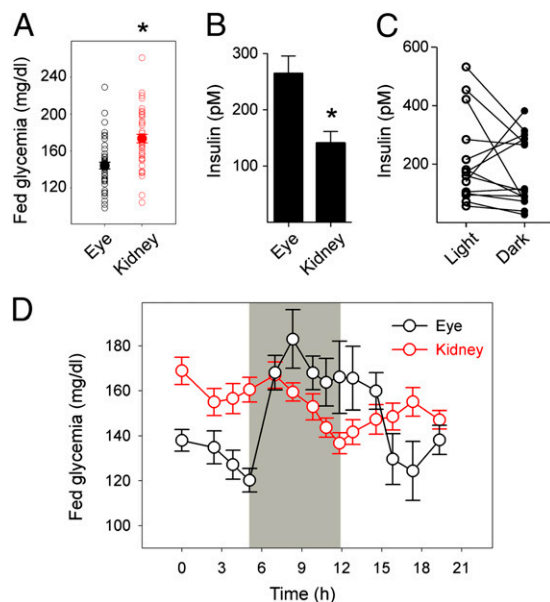 A
*
Fed glycemia (mg/dl)
240
200
160
120
Eye
Kidney
B
Insulin (pM)
300
200
100
*
Eye
Kidney
C
Insulin (pM)
600
400
200
Light
Dark
D
Fed glycemia (mg/dl)
180
160
140
120
100
Eye
Kidney
0 3 6 9 12 15 18 21
Time (h)